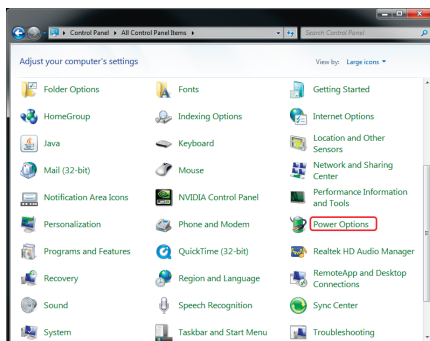 Control Panel ▸ All Control Panel Items ▸
Search Control Panel
Adjust your computer's settings
View by: Large icons
Folder Options
Fonts
Getting Started
HomeGroup
Indexing Options
Internet Options
Java
Keyboard
Location and Other
Sensors
Mail (32-bit)
Mouse
Network and Sharing
Center
Notification Area Icons
NVIDIA Control Panel
Performance Information
and Tools
Personalization
Phone and Modem
Power Options
Programs and Features
QuickTime (32-bit)
Realtek HD Audio Manager
Recovery
Region and Language
RemoteApp and Desktop
Connections
Sound
Speech Recognition
Sync Center
System
Taskbar and Start Menu
Troubleshooting